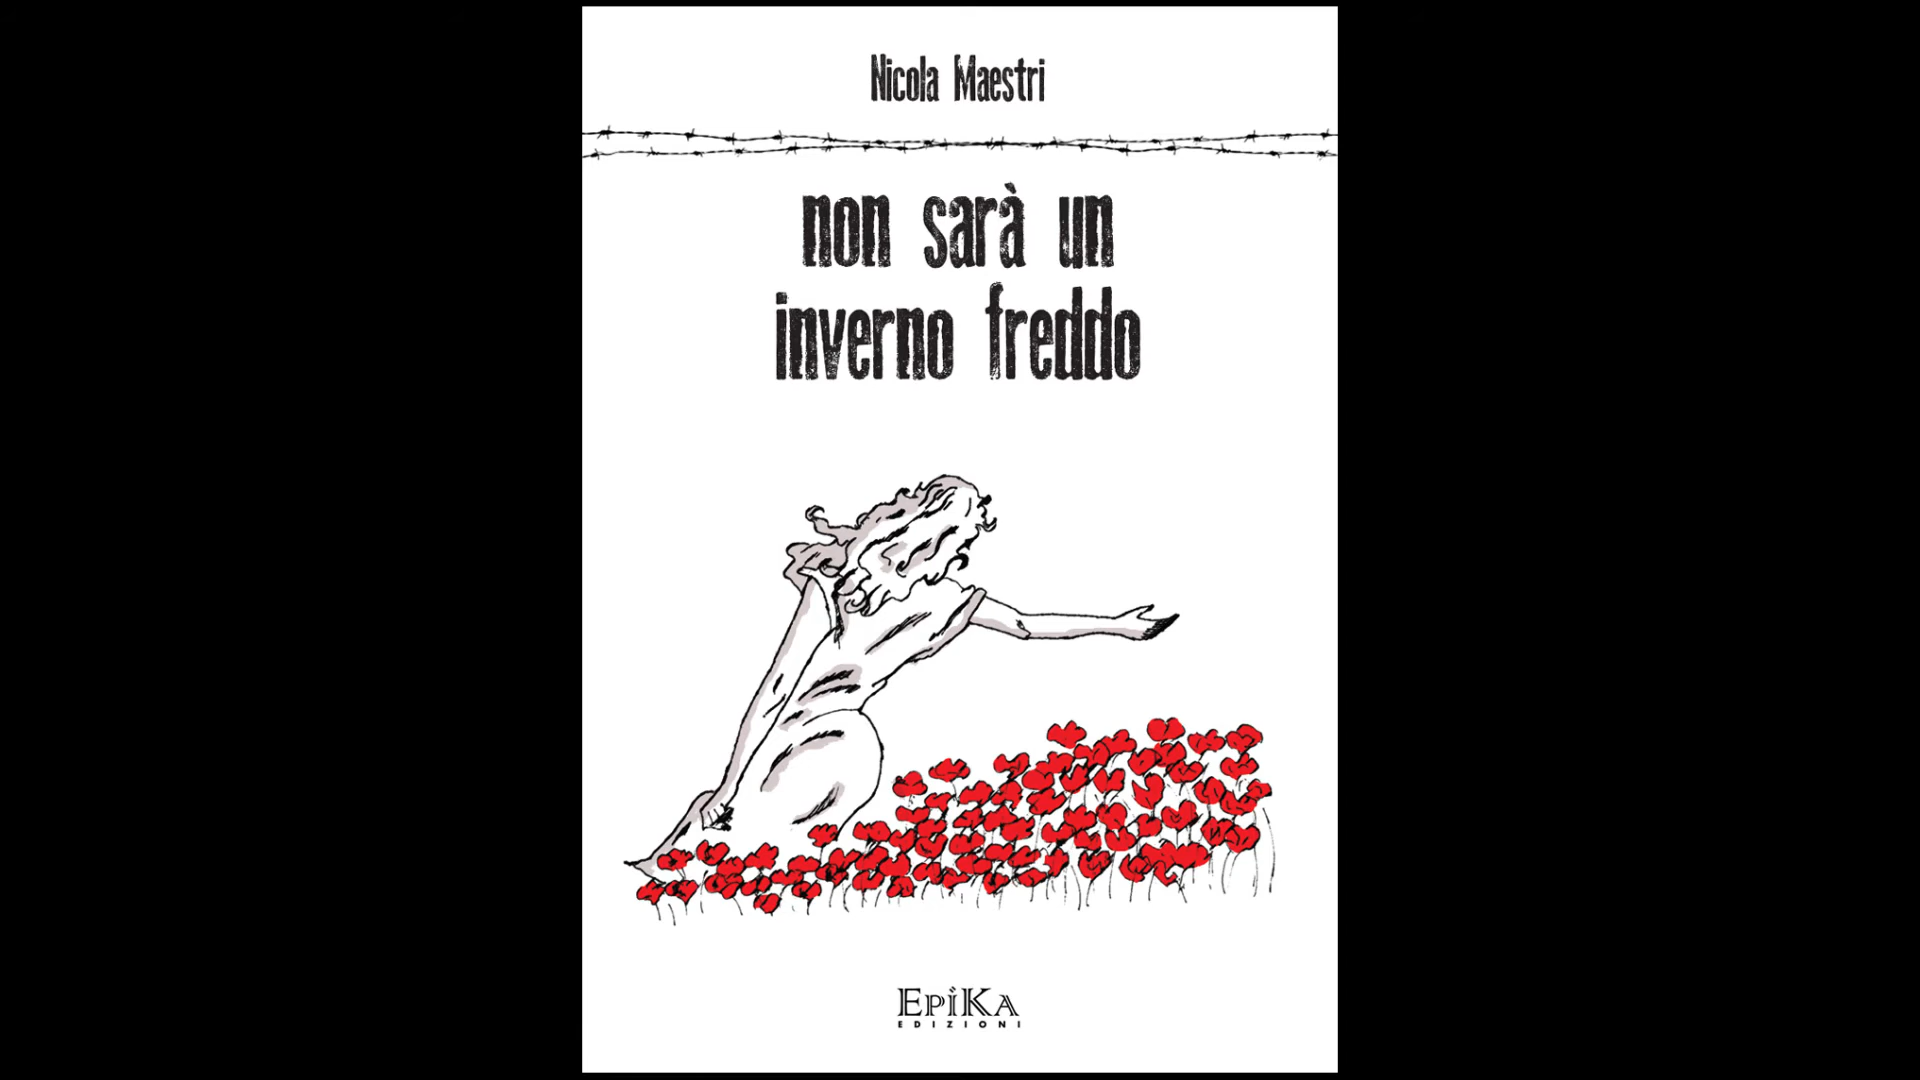 Nicola Maestri
non sarà un
inverno freddo
EpiKa
EDIZIONI